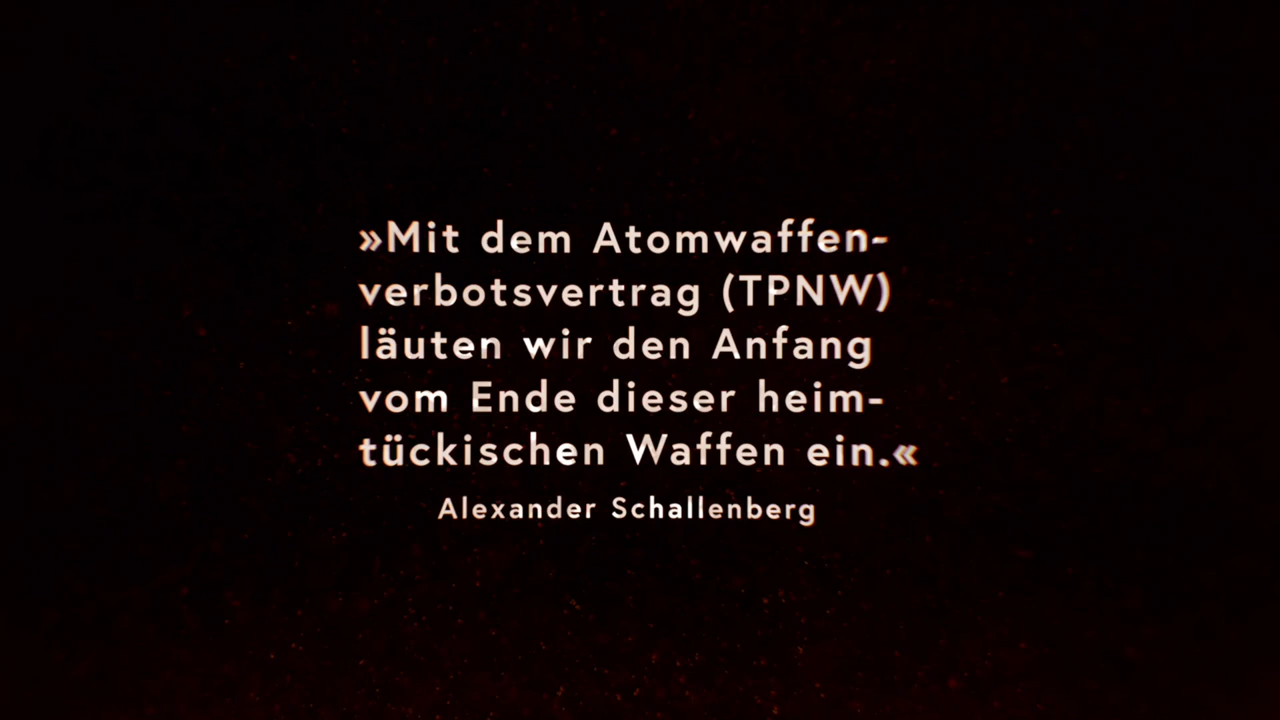 »Mit dem Atomwaffen-
verbotsvertrag (TPNW)
läuten wir den Anfang
vom Ende dieser heim-
tückischen Waffen ein.«
Alexander Schallenberg